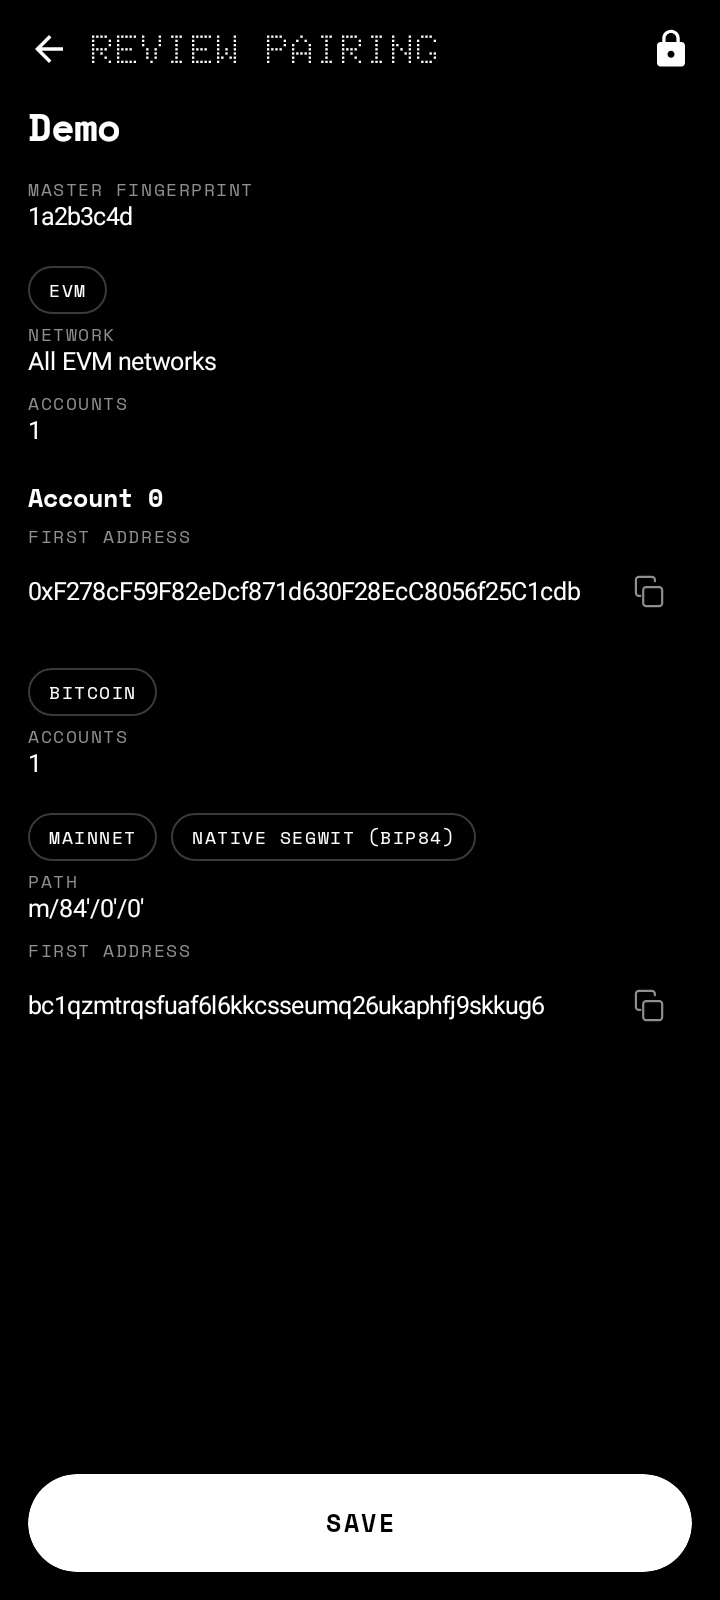 REVIEW PAIRING
Demo
MASTER FINGERPRINT
1a2b3c4d
EVM
NETWORK
All EVM networks
ACCOUNTS
1
Account 0
FIRST ADDRESS
0xF278cF59F82eDcf871d630F28EcC8056f25C1cdb
BITCOIN
ACCOUNTS
1
MAINNET NATIVE SEGWIT (BIP84)
PATH
m/84'/0'/0'
FIRST ADDRESS
bc1qzmtrqsfuaf6l6kkcsseumq26ukaphfj9skkug6
SAVE